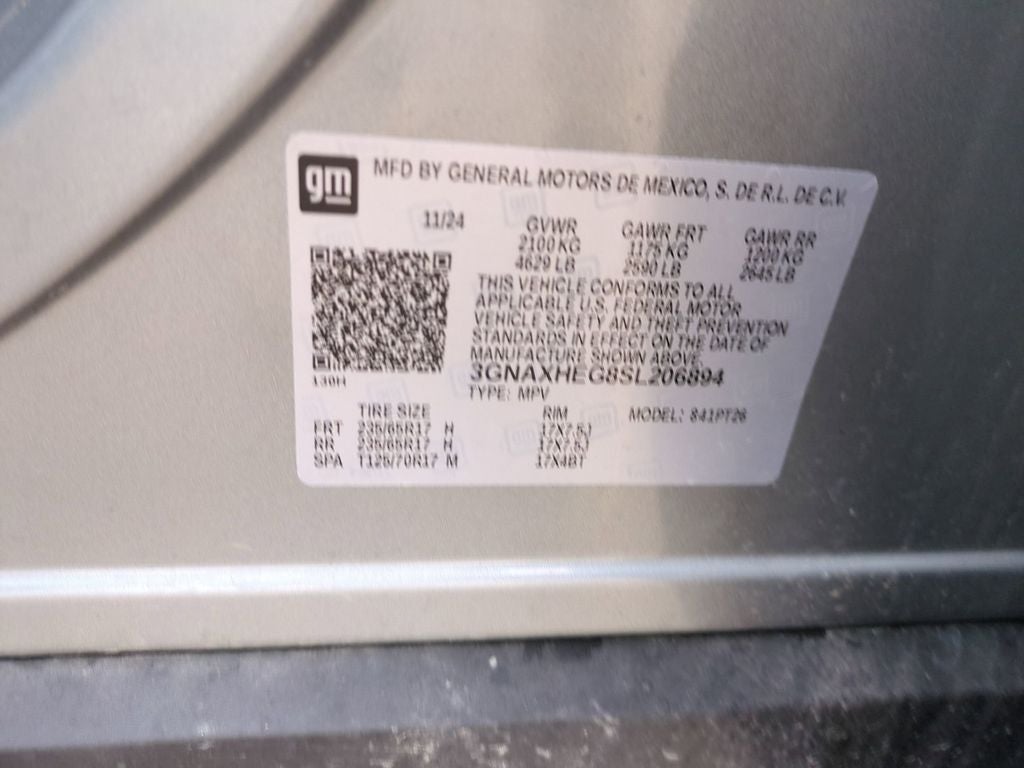 gm
MFD BY GENERAL MOTORS DE MEXICO, S. DE R.L. DE C.V.
11/24
GVWR GAWR FRT GAWR RR
2100 KG 1175 KG 1200 KG
4629 LB 2590 LB 2645 LB
THIS VEHICLE CONFORMS TO ALL
APPLICABLE U.S. FEDERAL MOTOR
VEHICLE SAFETY AND THEFT PREVENTION
STANDARDS IN EFFECT ON THE DATE OF
MANUFACTURE SHOWN ABOVE.
3GNAXHEG8SL206894
139H
TYPE: MPV
TIRE SIZE RIM MODEL: 841PT26
FRT 235/65R17 H 17X7.5J
RR 235/65R17 H 17X7.5J
SPA T125/70R17 M 17X4BT